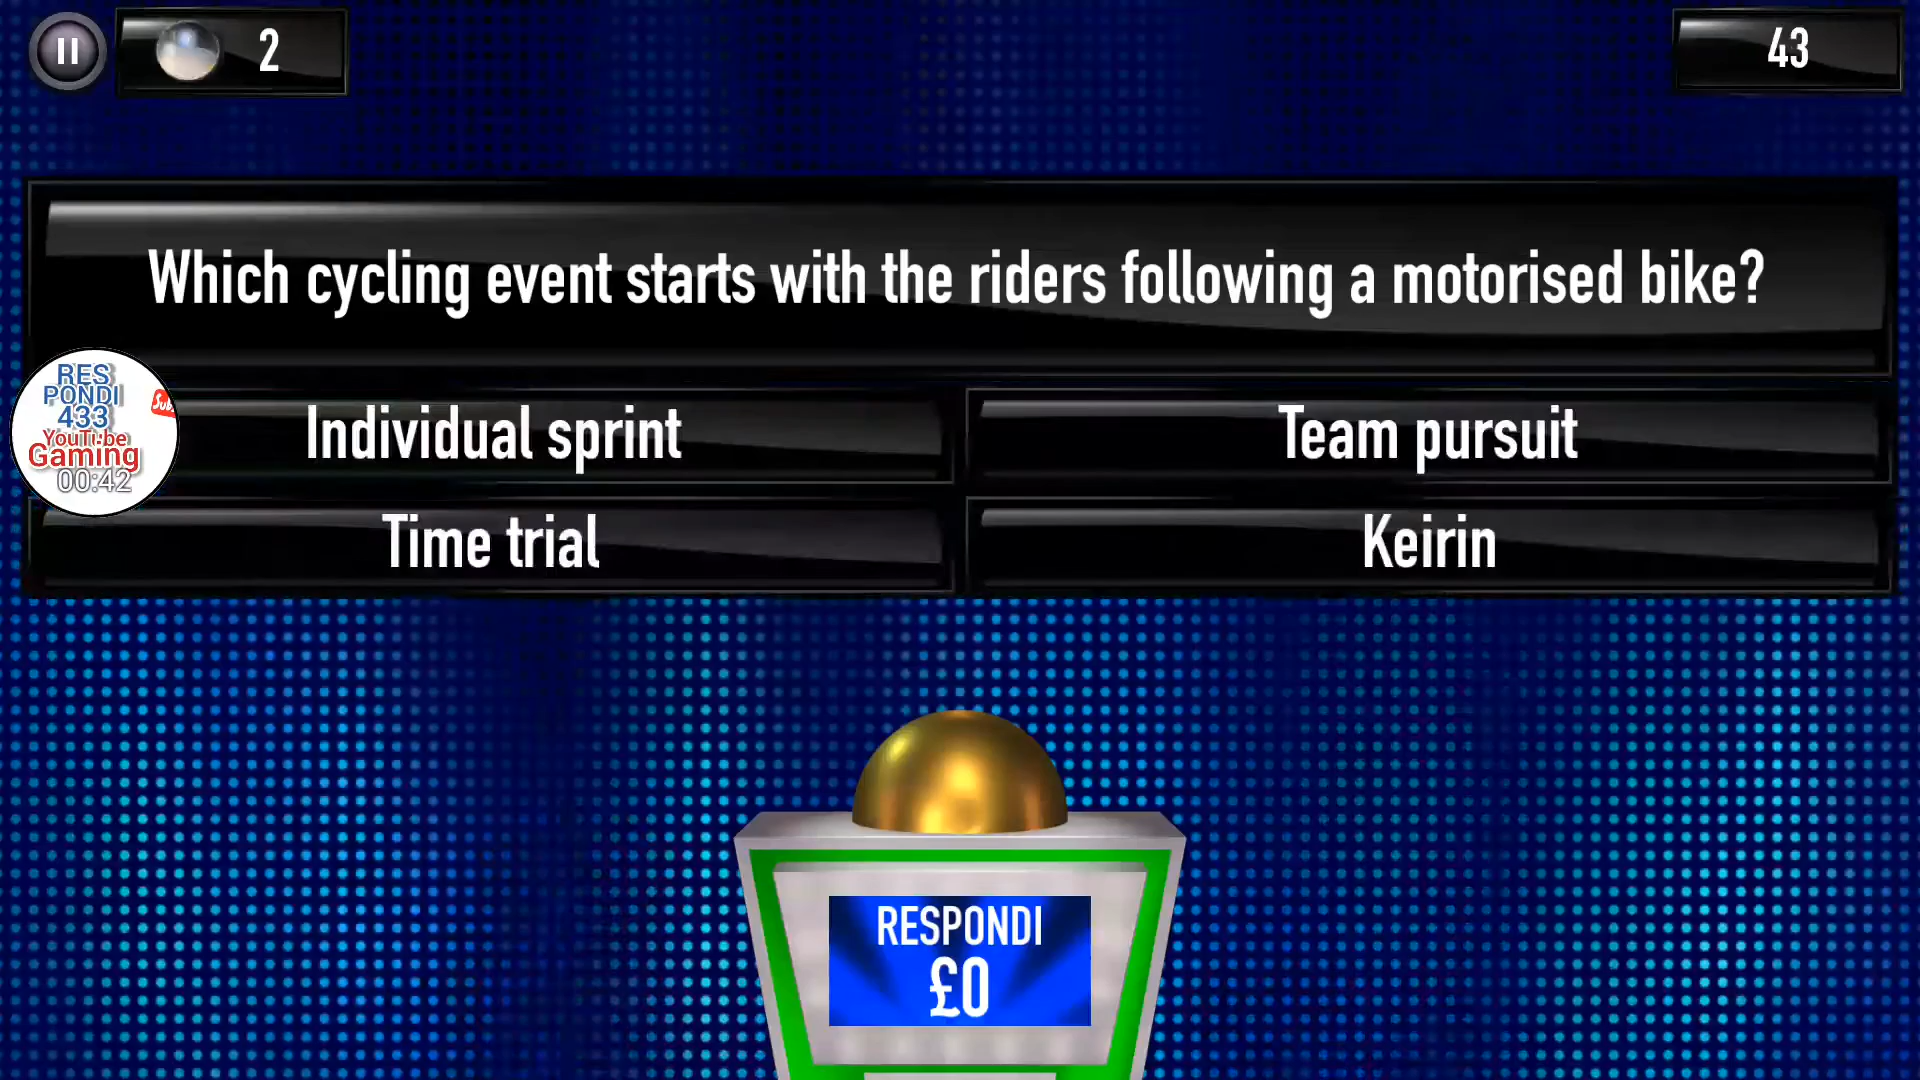 2
43
Which cycling event starts with the riders following a motorised bike?
RES
PONDI
433
YouTube
Gaming
00:42
Individual sprint
Team pursuit
Time trial
Keirin
RESPONDI
£0